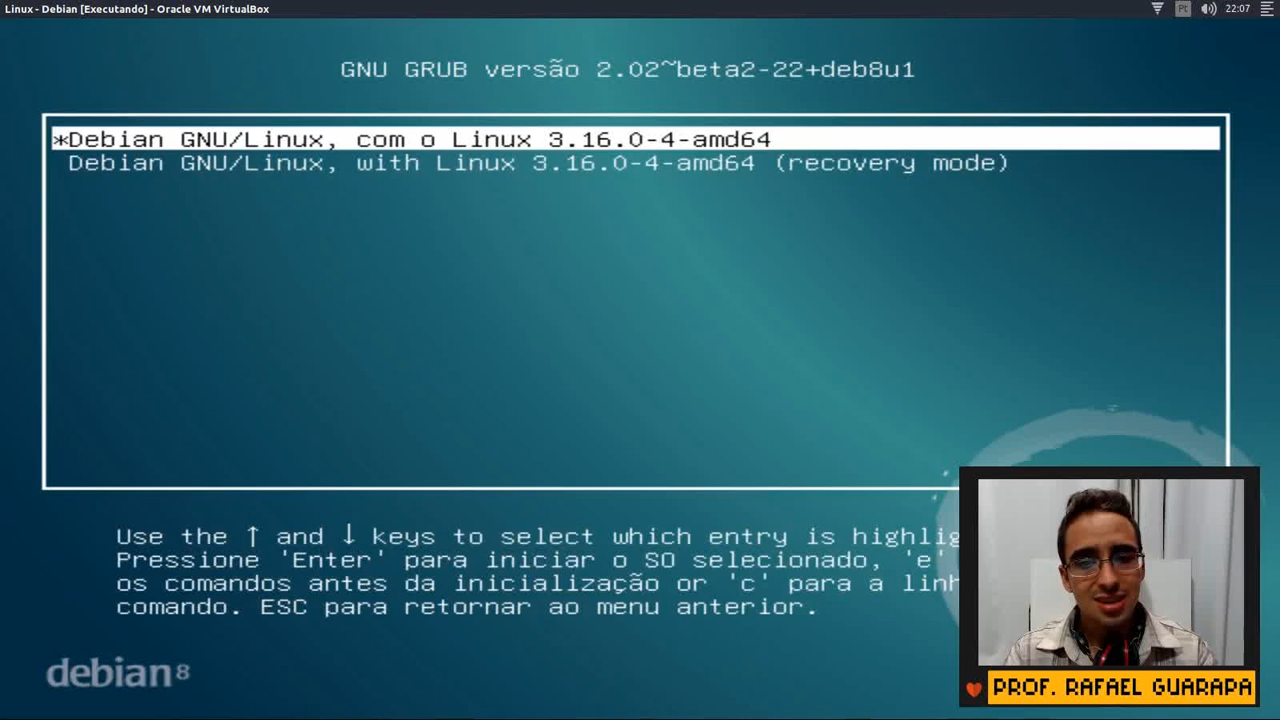 Linux - Debian [Executando] - Oracle VM VirtualBox
Pt
22:07
GNU GRUB versão 2.02~beta2-22+deb8u1
*Debian GNU/Linux, com o Linux 3.16.0-4-amd64
Debian GNU/Linux, with Linux 3.16.0-4-amd64 (recovery mode)
Use the ↑ and ↓ keys to select which entry is highlig
Pressione 'Enter' para iniciar o SO selecionado, 'e'
os comandos antes da inicialização or 'c' para a linh
comando. ESC para retornar ao menu anterior.
debian 8
PROF. RAFAEL GUARAPA